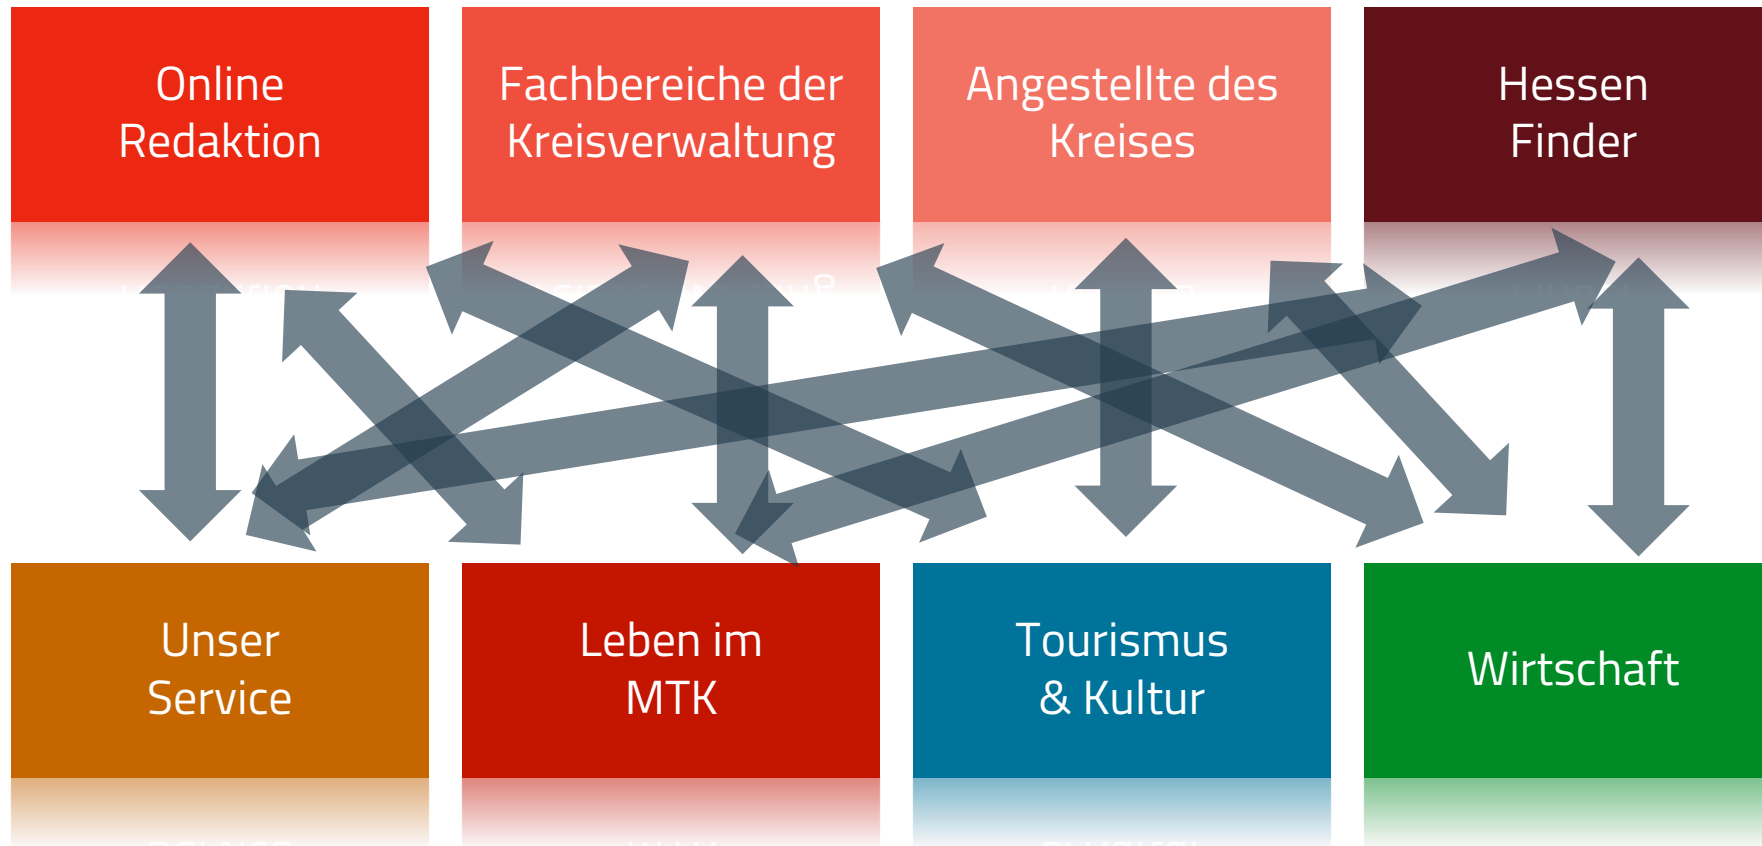 Online
Redaktion
Fachbereiche der
Kreisverwaltung
Angestellte des
Kreises
Hessen
Finder
Unser
Service
Leben im
MTK
Tourismus
& Kultur
Wirtschaft